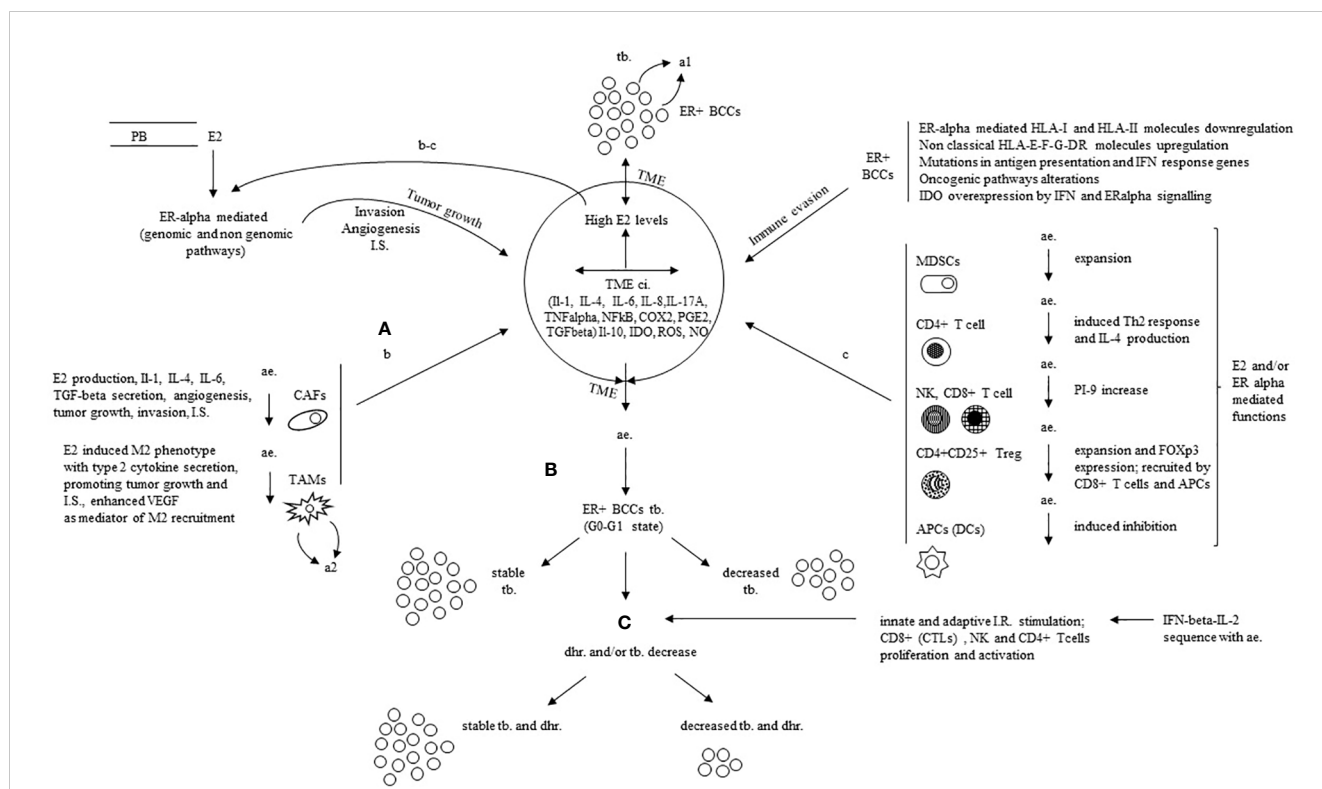 tb.
a1
ER+ BCCs
PB
E2
b-c
TME
ER-alpha mediated
(genomic and non genomic
pathways)
Tumor growth
Invasion
Angiogenesis
I.S.
High E2 levels
TME ci.
(Il-1, IL-4, IL-6, IL-8,IL-17A,
TNFalpha, NFkB, COX2, PGE2,
TGFbeta) Il-10, IDO, ROS, NO
TME
ER+
BCCs
ER-alpha mediated HLA-I and HLA-II molecules downregulation
Non classical HLA-E-F-G-DR molecules upregulation
Mutations in antigen presentation and IFN response genes
Oncogenic pathways alterations
IDO overexpression by IFN and ERalpha signalling
Immune evasion
A
b
E2 production, Il-1, IL-4, IL-6,
TGF-beta secretion, angiogenesis,
tumor growth, invasion, I.S.
ae.
CAFs
E2 induced M2 phenotype
with type 2 cytokine secretion,
promoting tumor growth and
I.S., enhanced VEGF
as mediator of M2 recruitment
ae.
TAMs
a2
c
MDSCs
ae.
expansion
ae.
CD4+ T cell
induced Th2 response
and IL-4 production
ae.
NK, CD8+ T cell
PI-9 increase
ae.
CD4+CD25+ Treg
expansion and FOXp3
expression; recruited by
CD8+ T cells and APCs
ae.
APCs (DCs)
induced inhibition
E2 and/or
ER alpha
mediated
functions
ae.
B
ER+ BCCs tb.
(G0-G1 state)
stable
tb.
decreased
tb.
C
innate and adaptive I.R. stimulation;
CD8+ (CTLs) , NK and CD4+ Tcells
proliferation and activation
IFN-beta-IL-2
sequence with ae.
dhr. and/or tb. decrease
stable tb. and dhr.
decreased tb. and dhr.